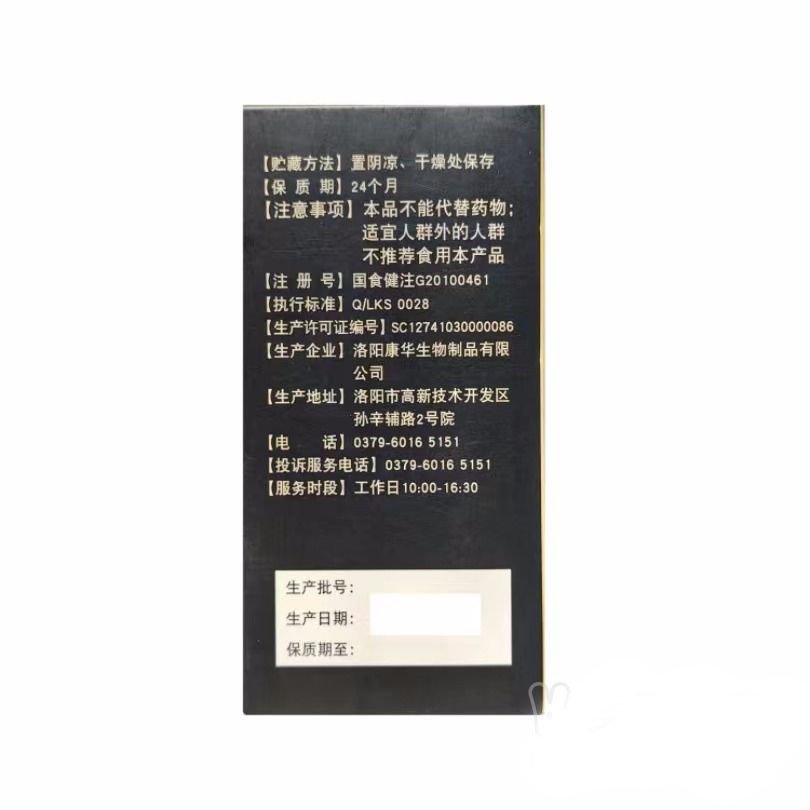 【贮藏方法】置阴凉、干燥处保存
【保 质 期】24个月
【注意事项】本品不能代替药物；
适宜人群外的人群
不推荐食用本产品
【注 册 号】国食健注G20100461
【执行标准】Q/LKS 0028
【生产许可证编号】SC12741030000086
【生产企业】洛阳康华生物制品有限
公司
【生产地址】洛阳市高新技术开发区
孙辛辅路2号院
【电 话】0379-6016 5151
【投诉服务电话】0379-6016 5151
【服务时段】工作日10:00-16:30
生产批号：
生产日期：
保质期至：